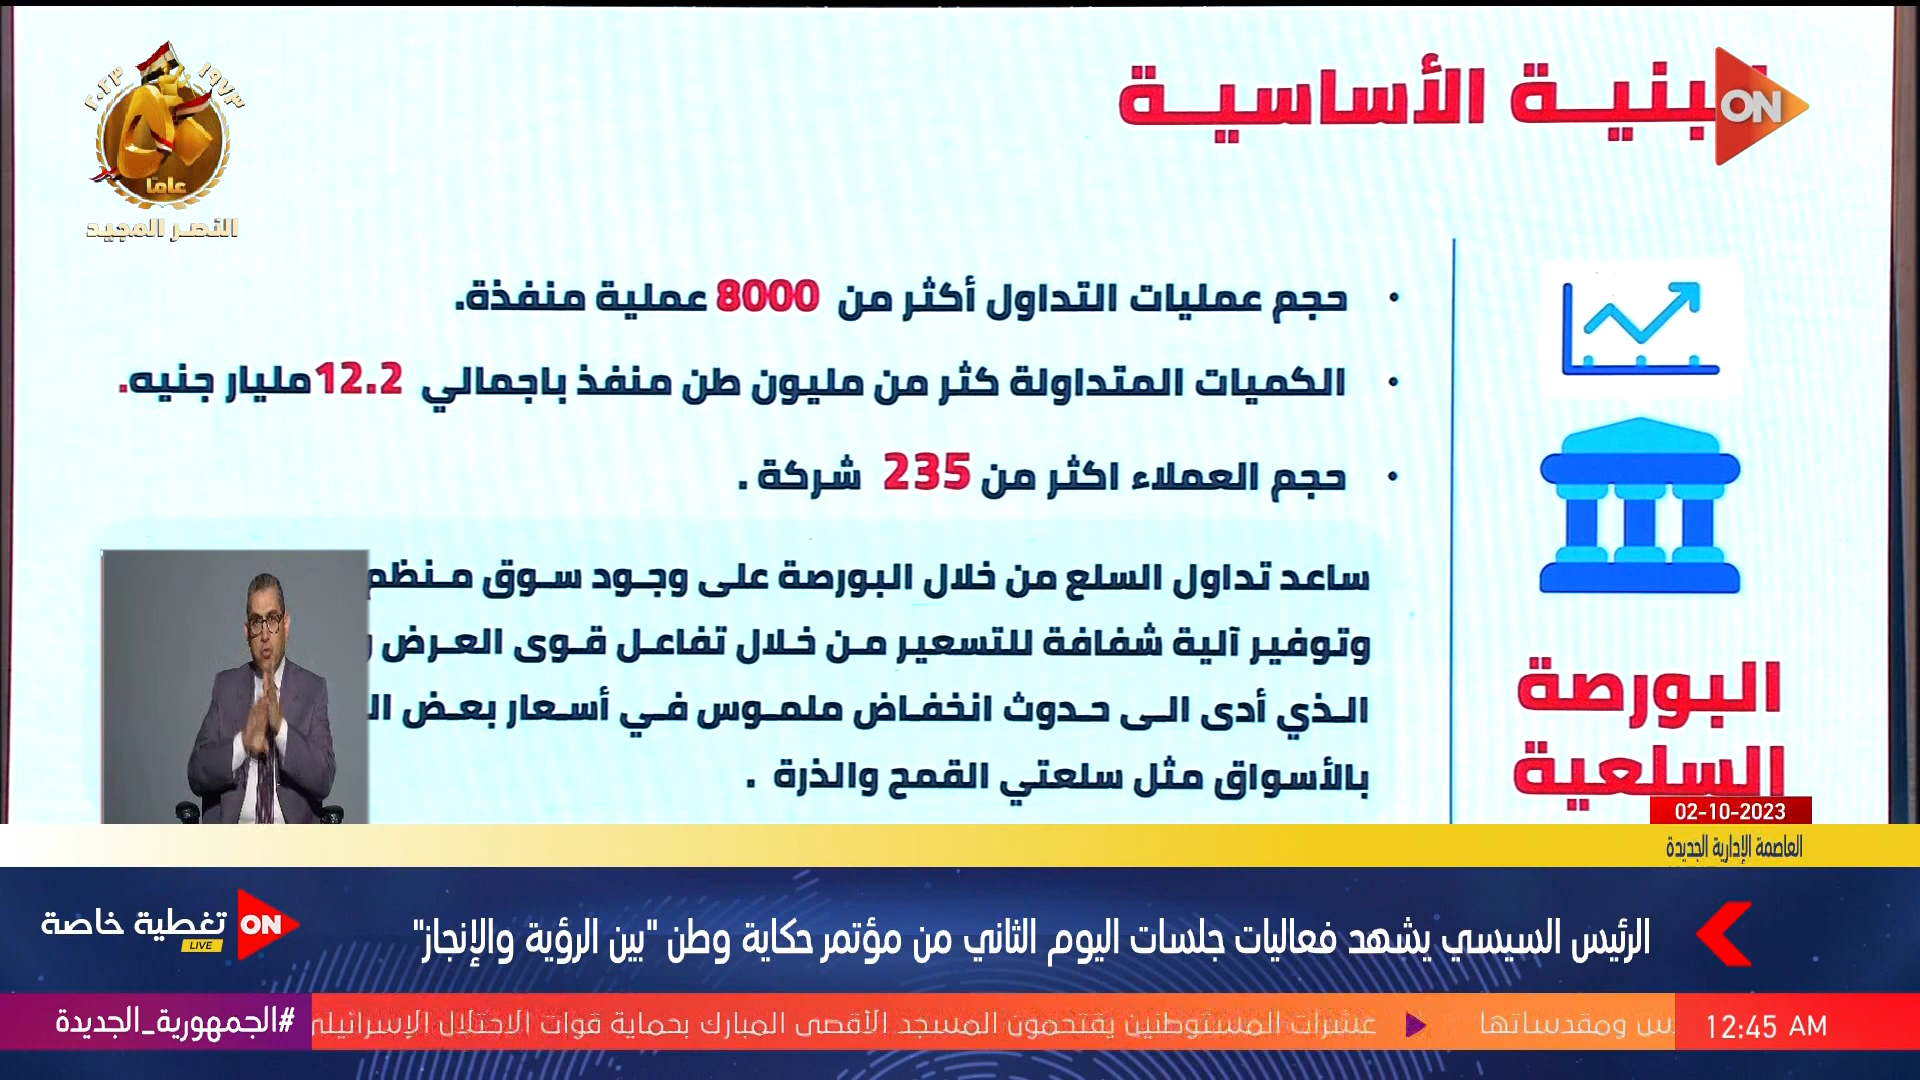 ١٩٧٣
٢٠٢٣
عاماً
النصر المجيد
البنية الأساسية
ON
• حجم عمليات التداول أكثر من 8000 عملية منفذة.
• الكميات المتداولة كثر من مليون طن منفذ باجمالي 12.2 مليار جنيه.
• حجم العملاء اكثر من 235 شركة .
ساعد تداول السلع من خلال البورصة على وجود سوق منظم
وتوفير آلية شفافة للتسعير من خلال تفاعل قوى العرض و
الذي أدى الى حدوث انخفاض ملموس في أسعار بعض ال
بالأسواق مثل سلعتي القمح والذرة .
البورصة
السلعية
02-10-2023
العاصمة الإدارية الجديدة
الرئيس السيسي يشهد فعاليات جلسات اليوم الثاني من مؤتمر حكاية وطن "بين الرؤية والإنجاز"
ON تغطية خاصة
LIVE
12:45 AM
ومقدساتها
عشرات المستوطنين يقتحمون المسجد الأقصى المبارك بحماية قوات الاحتلال الإسرائيلي
#الجمهورية_الجديدة